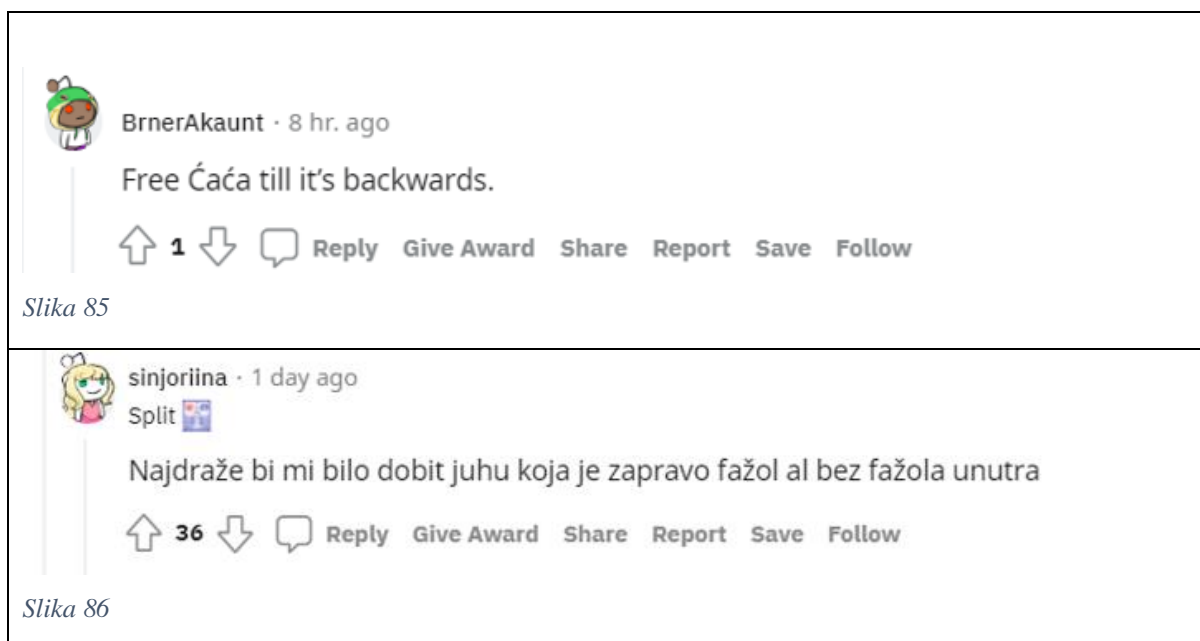 BrnerAkaunt · 8 hr. ago
Free Ćaća till it's backwards.
1 Reply Give Award Share Report Save Follow
Slika 85
sinjoriina · 1 day ago
Split
Najdraže bi mi bilo dobit juhu koja je zapravo fažol al bez fažola unutra
36 Reply Give Award Share Report Save Follow
Slika 86